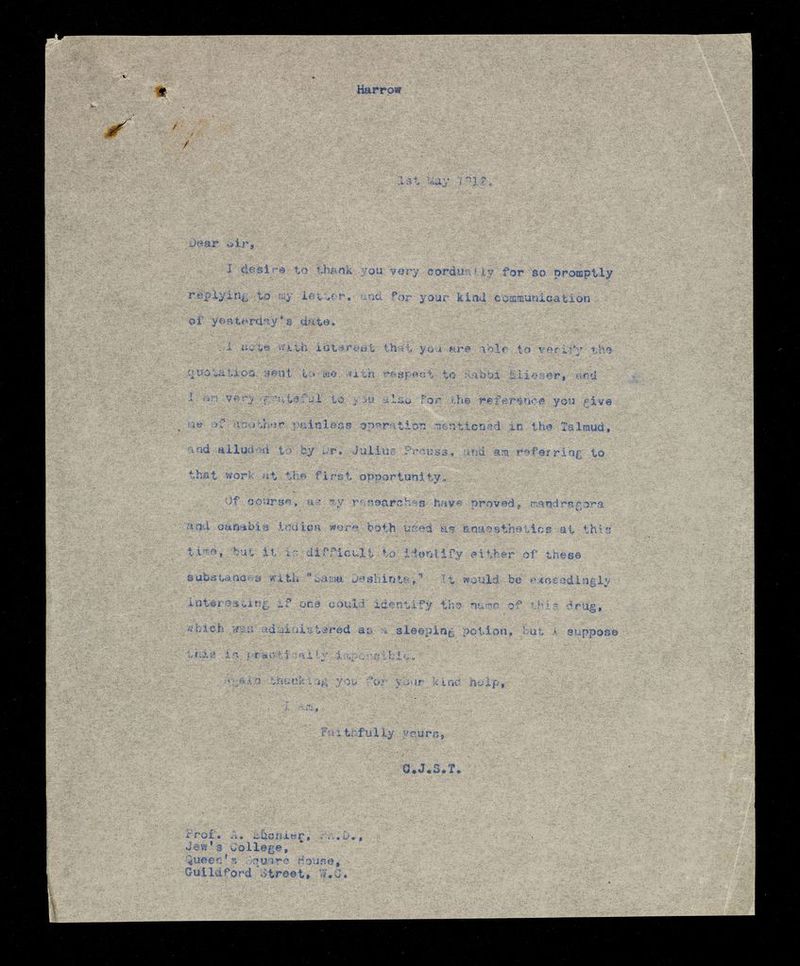 Harrow
1st May 1912.
Dear Sir,
I desire to thank you very cordually for so promptly
replying to my letter, and for your kind communication
of yesterday's date.
I note with interest that you are able to verify the
quotation sent to me with respect to Rabbi Elieser, and
I am very grateful to you also for the reference you give
me of another painless operation mentioned in the Talmud,
and alluded to by Dr. Julius Preuss, and am referring to
that work at the first opportunity.
Of course, as my researches have proved, mandragora
and canabis indica were both used as anaesthetics at this
time, but it is difficult to identify either of these
substances with "Sama Deshinta," It would be exceedingly
interesting if one could identify the name of this drug,
which was administered as a sleeping potion, but I suppose
this is practically impossible.
Again thanking you for your kind help,
I am,
Faithfully yours,
C.J.S.T.
Prof. A. Ph.D.,
Jew's College,
Queen's Square House,
Guildford Street, W.C.